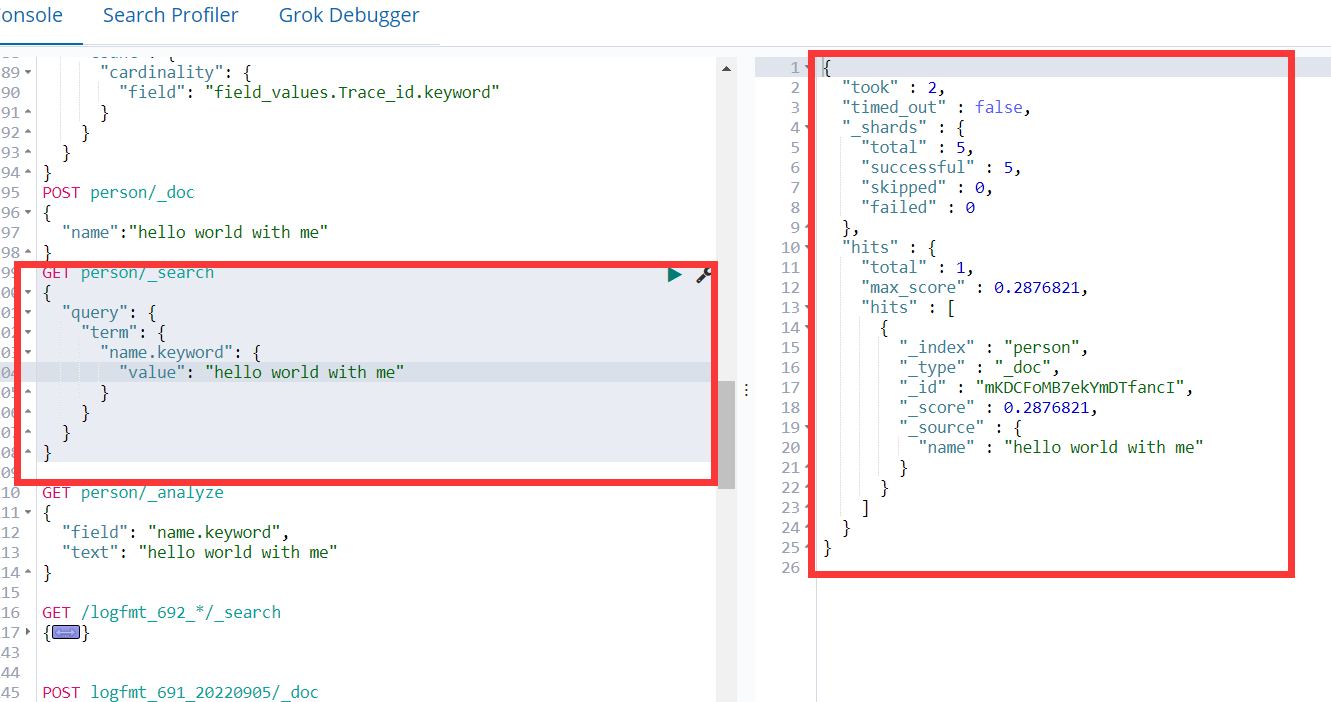 onsole Search Profiler Grok Debugger
89 "cardinality": {
90 "field": "field_values.Trace_id.keyword"
91 }
92 }
93 }
94 }
95 POST person/_doc
96 {
97 "name":"hello world with me"
98 }
99 GET person/_search
00 {
01 "query": {
02 "term": {
03 "name.keyword": {
04 "value": "hello world with me"
05 }
06 }
07 }
08 }
09
10 GET person/_analyze
11 {
12 "field": "name.keyword",
13 "text": "hello world with me"
14 }
15
16 GET /logfmt_692_*/_search
17 {}
43
44
45 POST logfmt_691_20220905/_doc
1 {
2 "took" : 2,
3 "timed_out" : false,
4 "_shards" : {
5 "total" : 5,
6 "successful" : 5,
7 "skipped" : 0,
8 "failed" : 0
9 },
10 "hits" : {
11 "total" : 1,
12 "max_score" : 0.2876821,
13 "hits" : [
14 {
15 "_index" : "person",
16 "_type" : "_doc",
17 "_id" : "mKDCFoMB7ekYmDTfancI",
18 "_score" : 0.2876821,
19 "_source" : {
20 "name" : "hello world with me"
21 }
22 }
23 ]
24 }
25 }
26